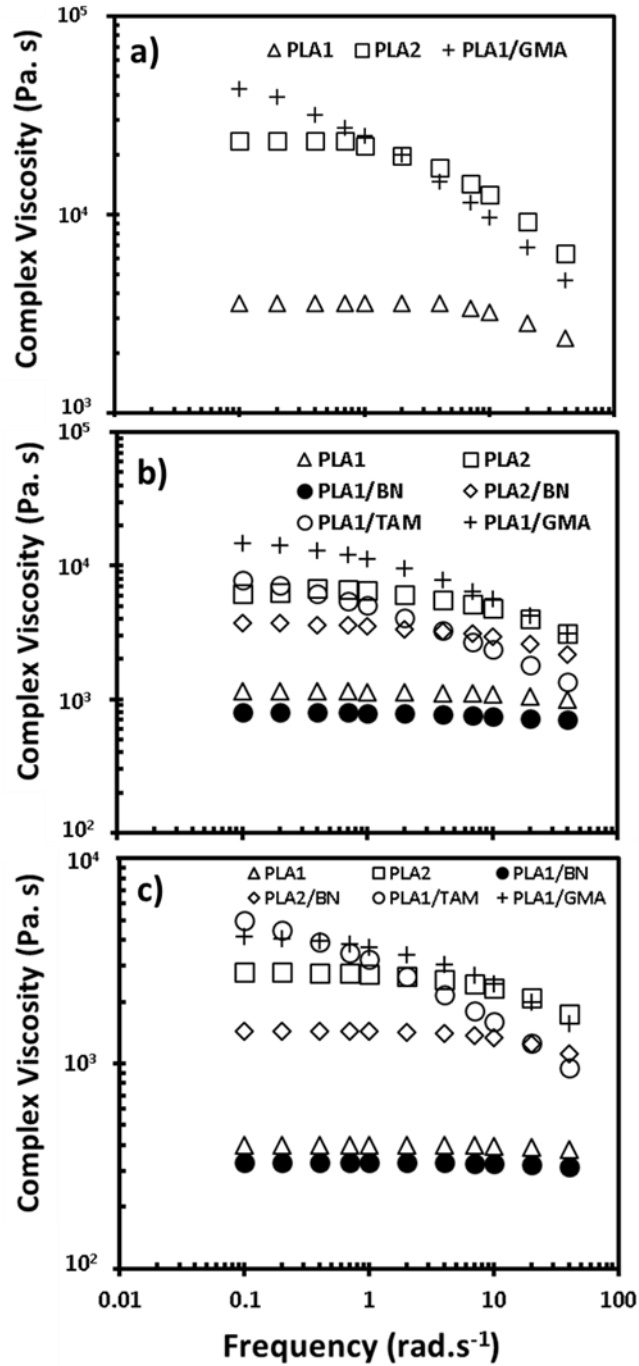 a)
△ PLA1 □ PLA2 + PLA1/GMA
10⁵
10⁴
10³
Complex Viscosity (Pa. s)
b)
△ PLA1 □ PLA2
● PLA1/BN ◇ PLA2/BN
○ PLA1/TAM + PLA1/GMA
10⁵
10⁴
10³
10²
Complex Viscosity (Pa. s)
c)
△ PLA1 □ PLA2 ● PLA1/BN
◇ PLA2/BN ○ PLA1/TAM + PLA1/GMA
10⁴
10³
10²
Complex Viscosity (Pa. s)
0.01 0.1 1 10 100
Frequency (rad.s⁻¹)